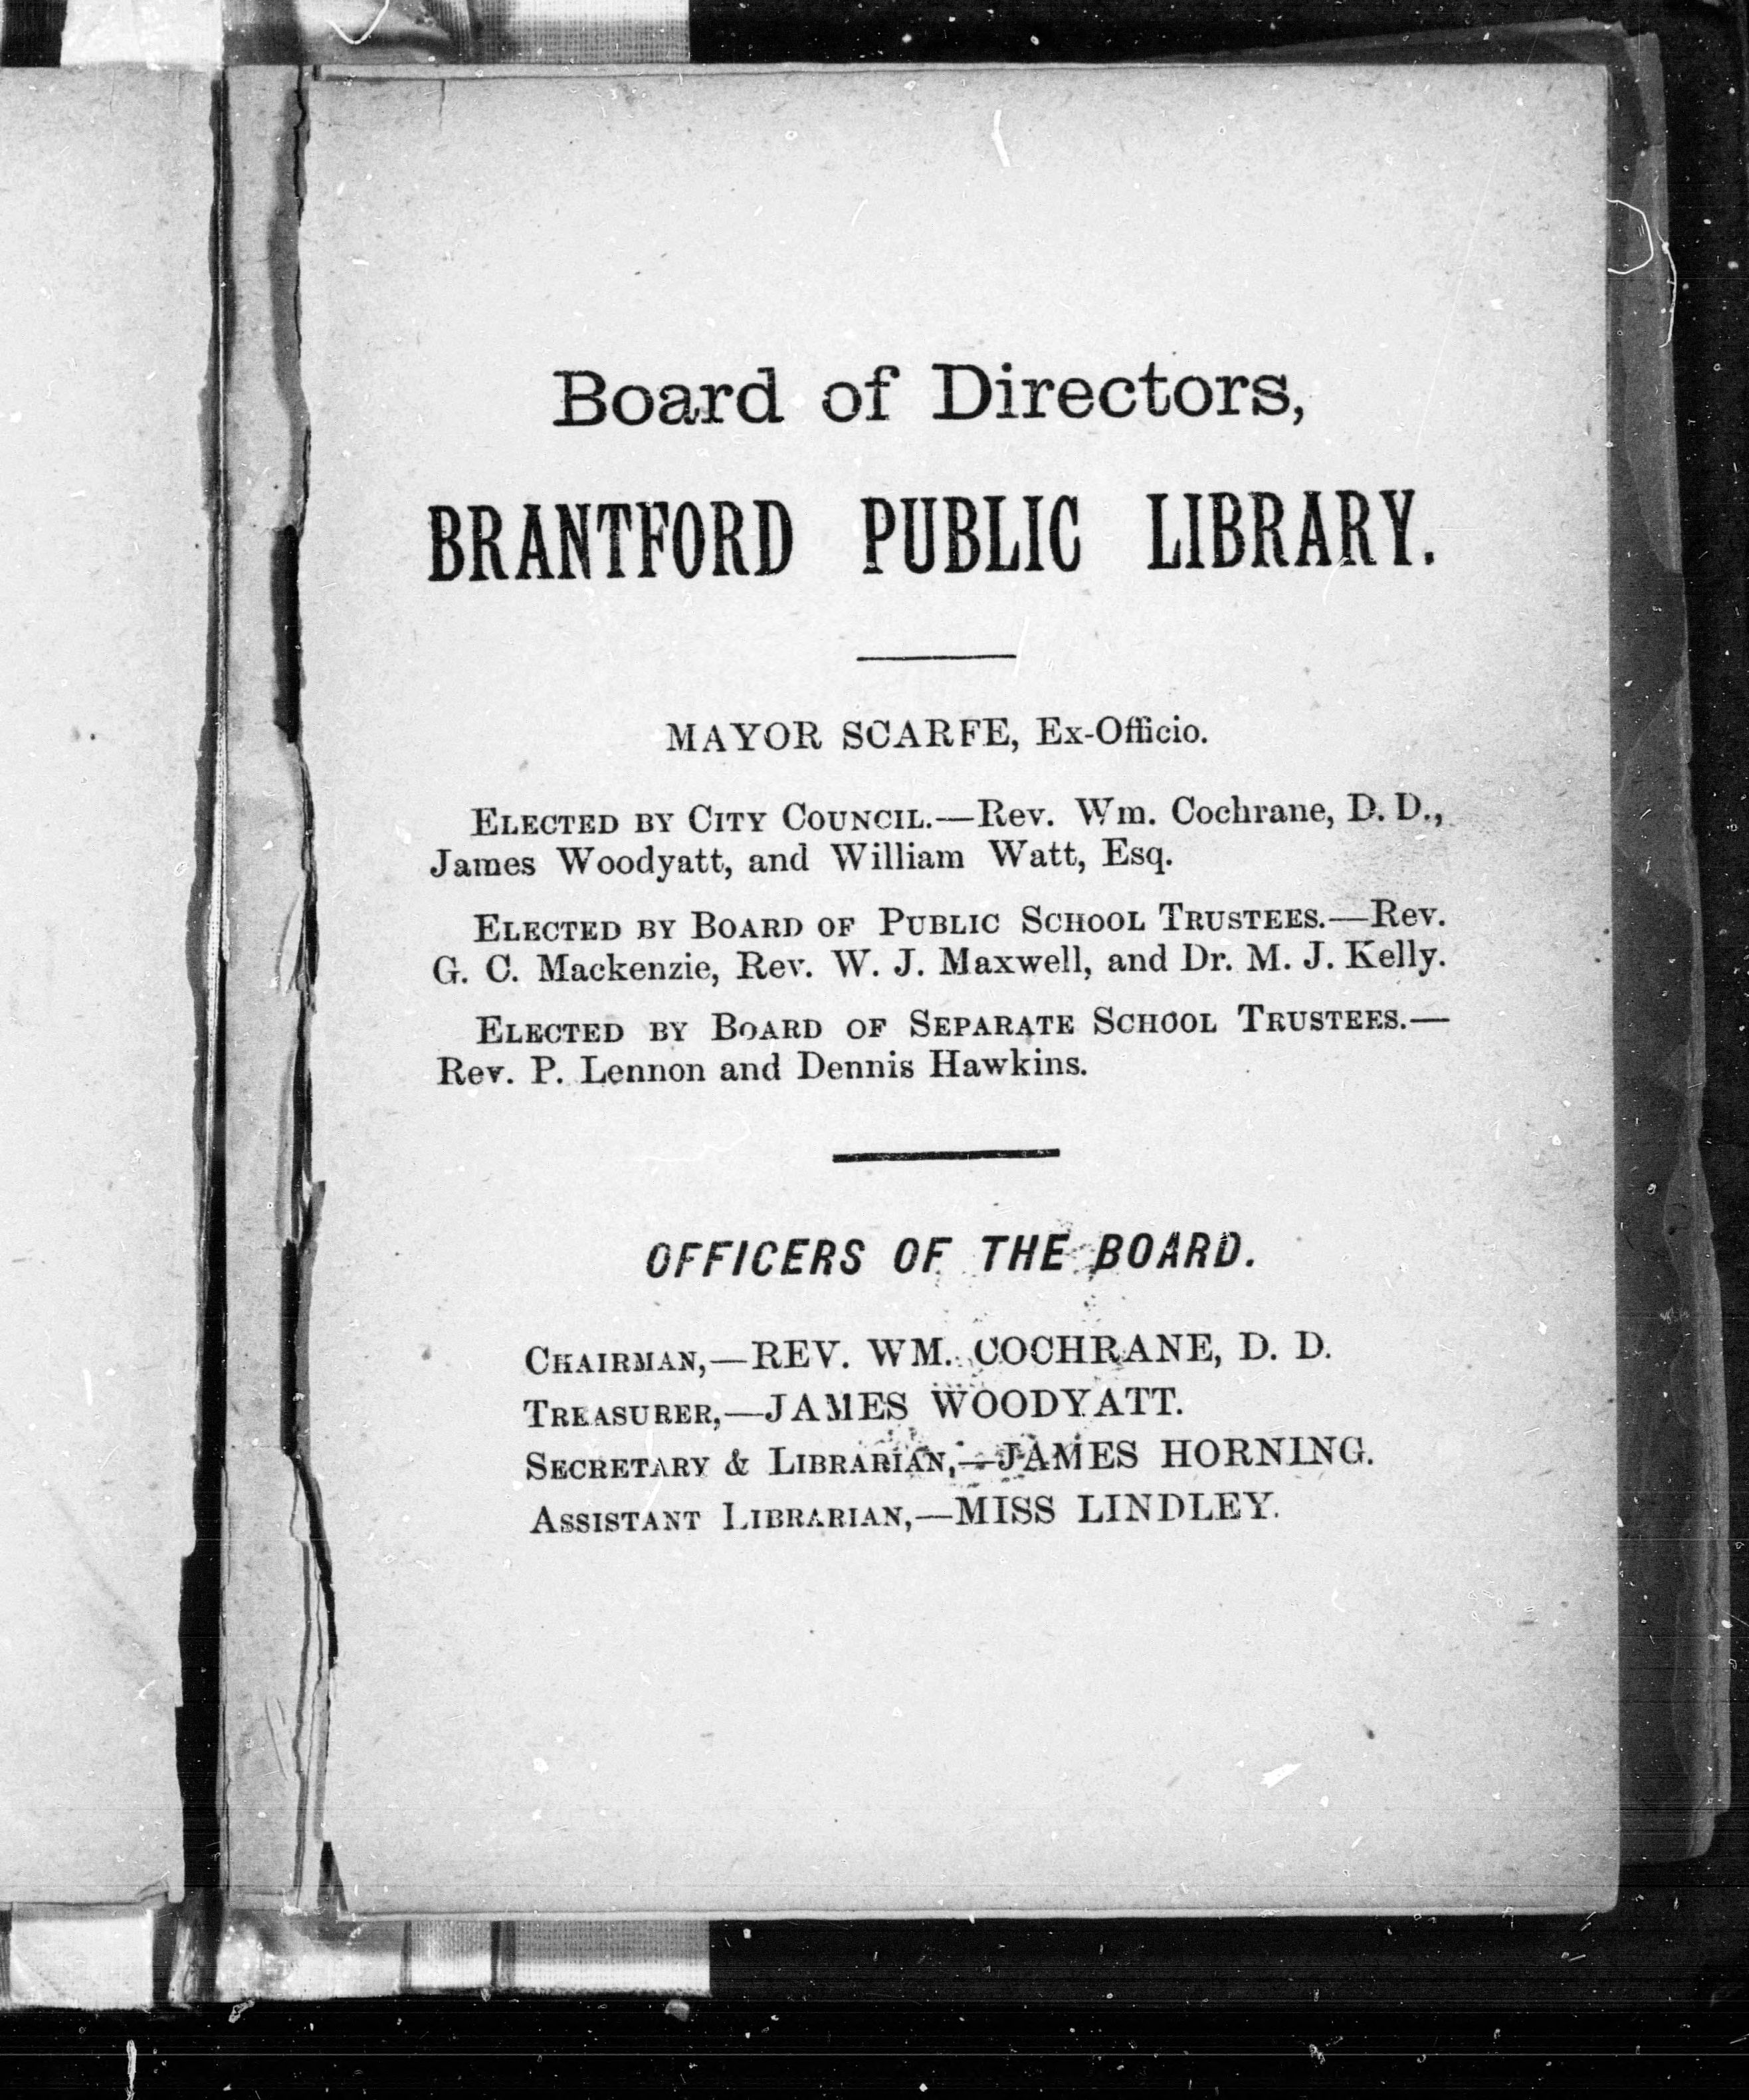 Board of Directors,
BRANTFORD PUBLIC LIBRARY.
MAYOR SCARFE, Ex-Officio.
ELECTED BY CITY COUNCIL.—Rev. Wm. Cochrane, D. D.,
James Woodyatt, and William Watt, Esq.
ELECTED BY BOARD OF PUBLIC SCHOOL TRUSTEES.—Rev.
G. C. Mackenzie, Rev. W. J. Maxwell, and Dr. M. J. Kelly.
ELECTED BY BOARD OF SEPARATE SCHOOL TRUSTEES.—
Rev. P. Lennon and Dennis Hawkins.
OFFICERS OF THE BOARD.
CHAIRMAN,—REV. WM. COCHRANE, D. D.
TREASURER,—JAMES WOODYATT.
SECRETARY & LIBRARIAN,—JAMES HORNING.
ASSISTANT LIBRARIAN,—MISS LINDLEY.